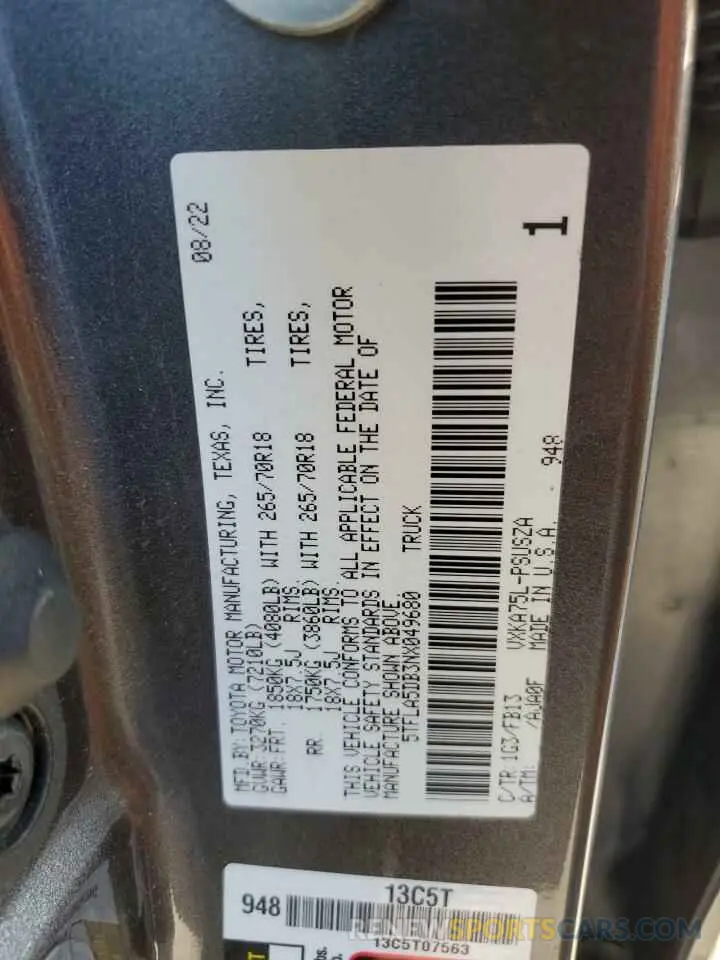 08/22
MFD.BY:TOYOTA MOTOR MANUFACTURING, TEXAS, INC.
GVWR 3270KG (7210LB)
GAWR-FRT. 1850KG (4080LB) WITH 265/70R18 TIRES,
18X7.5J RIMS
RR. 1750KG (3860LB) WITH 265/70R18 TIRES,
18X7.5J RIMS
THIS VEHICLE CONFORMS TO ALL APPLICABLE FEDERAL MOTOR
VEHICLE SAFETY STANDARDS IN EFFECT ON THE DATE OF
MANUFACTURE SHOWN ABOVE.
5TFLA5DB3NX049680 TRUCK
1
C/TR 1G3/FB13 VXKA75L-PSUSZA
A/TM: /AJA0F MADE IN U.S.A. 948
948
13C5T
13C5T07563
RENEWSPORTSCARS.COM